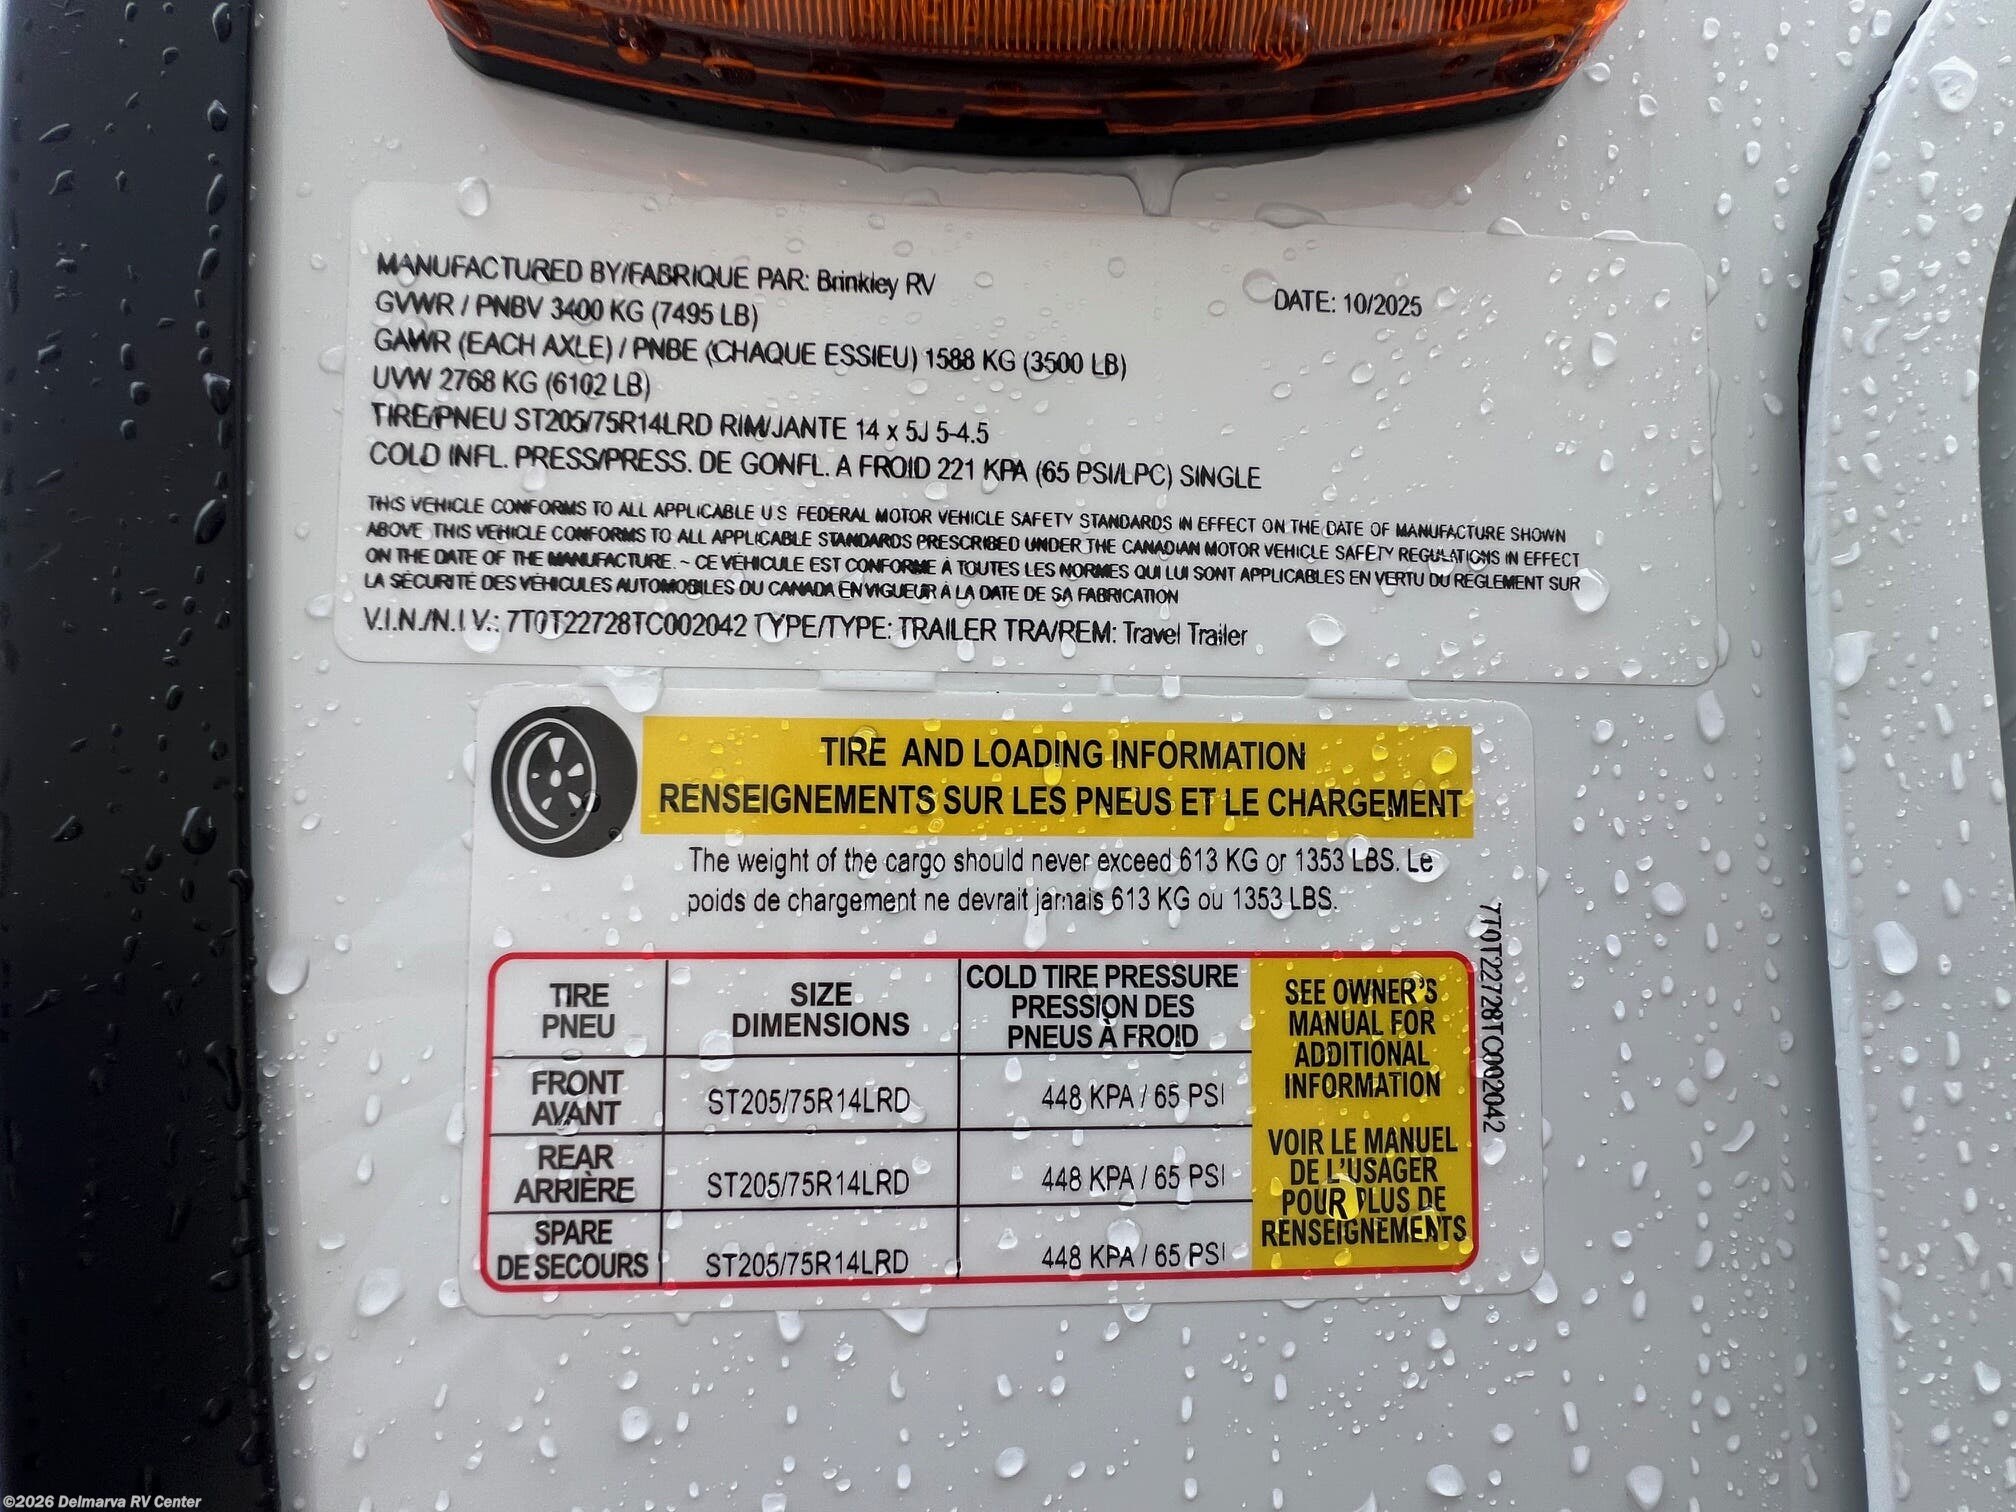 MANUFACTURED BY/FABRIQUE PAR: Brinkley RV
DATE: 10/2025
GVWR / PNBV 3400 KG (7495 LB)
GAWR (EACH AXLE) / PNBE (CHAQUE ESSIEU) 1588 KG (3500 LB)
UVW 2768 KG (6102 LB)
TIRE/PNEU ST205/75R14LRD RIM/JANTE 14 x 5J 5-4.5
COLD INFL. PRESS/PRESS. DE GONFL. A FROID 221 KPA (65 PSI/LPC) SINGLE
THIS VEHICLE CONFORMS TO ALL APPLICABLE U.S FEDERAL MOTOR VEHICLE SAFETY STANDARDS IN EFFECT ON THE DATE OF MANUFACTURE SHOWN
ABOVE THIS VEHICLE CONFORMS TO ALL APPLICABLE STANDARDS PRESCRIBED UNDER THE CANADIAN MOTOR VEHICLE SAFETY REGULATIONS IN EFFECT
ON THE DATE OF THE MANUFACTURE. ~ CE VÉHICULE EST CONFORME À TOUTES LES NORMES QUI LUI SONT APPLICABLES EN VERTU DU RÈGLEMENT SUR
LA SÉCURITÉ DES VÉHICULES AUTOMOBILES DU CANADA EN VIGUEUR À LA DATE DE SA FABRICATION
V.I.N./N.I.V.: 7T0T22728TC002042 TYPE/TYPE: TRAILER TRA/REM: Travel Trailer
TIRE AND LOADING INFORMATION
RENSEIGNEMENTS SUR LES PNEUS ET LE CHARGEMENT
The weight of the cargo should never exceed 613 KG or 1353 LBS. Le
poids de chargement ne devrait jamais 613 KG ou 1353 LBS.
TIRE
PNEU
SIZE
DIMENSIONS
COLD TIRE PRESSURE
PRESSION DES
PNEUS À FROID
FRONT
AVANT
ST205/75R14LRD
448 KPA / 65 PSI
REAR
ARRIÈRE
ST205/75R14LRD
448 KPA / 65 PSI
SPARE
DE SECOURS
ST205/75R14LRD
448 KPA / 65 PSI
SEE OWNER'S
MANUAL FOR
ADDITIONAL
INFORMATION
VOIR LE MANUEL
DE L'USAGER
POUR PLUS DE
RENSEIGNEMENTS
7T0T22728TC002042
©2026 Delmarva RV Center